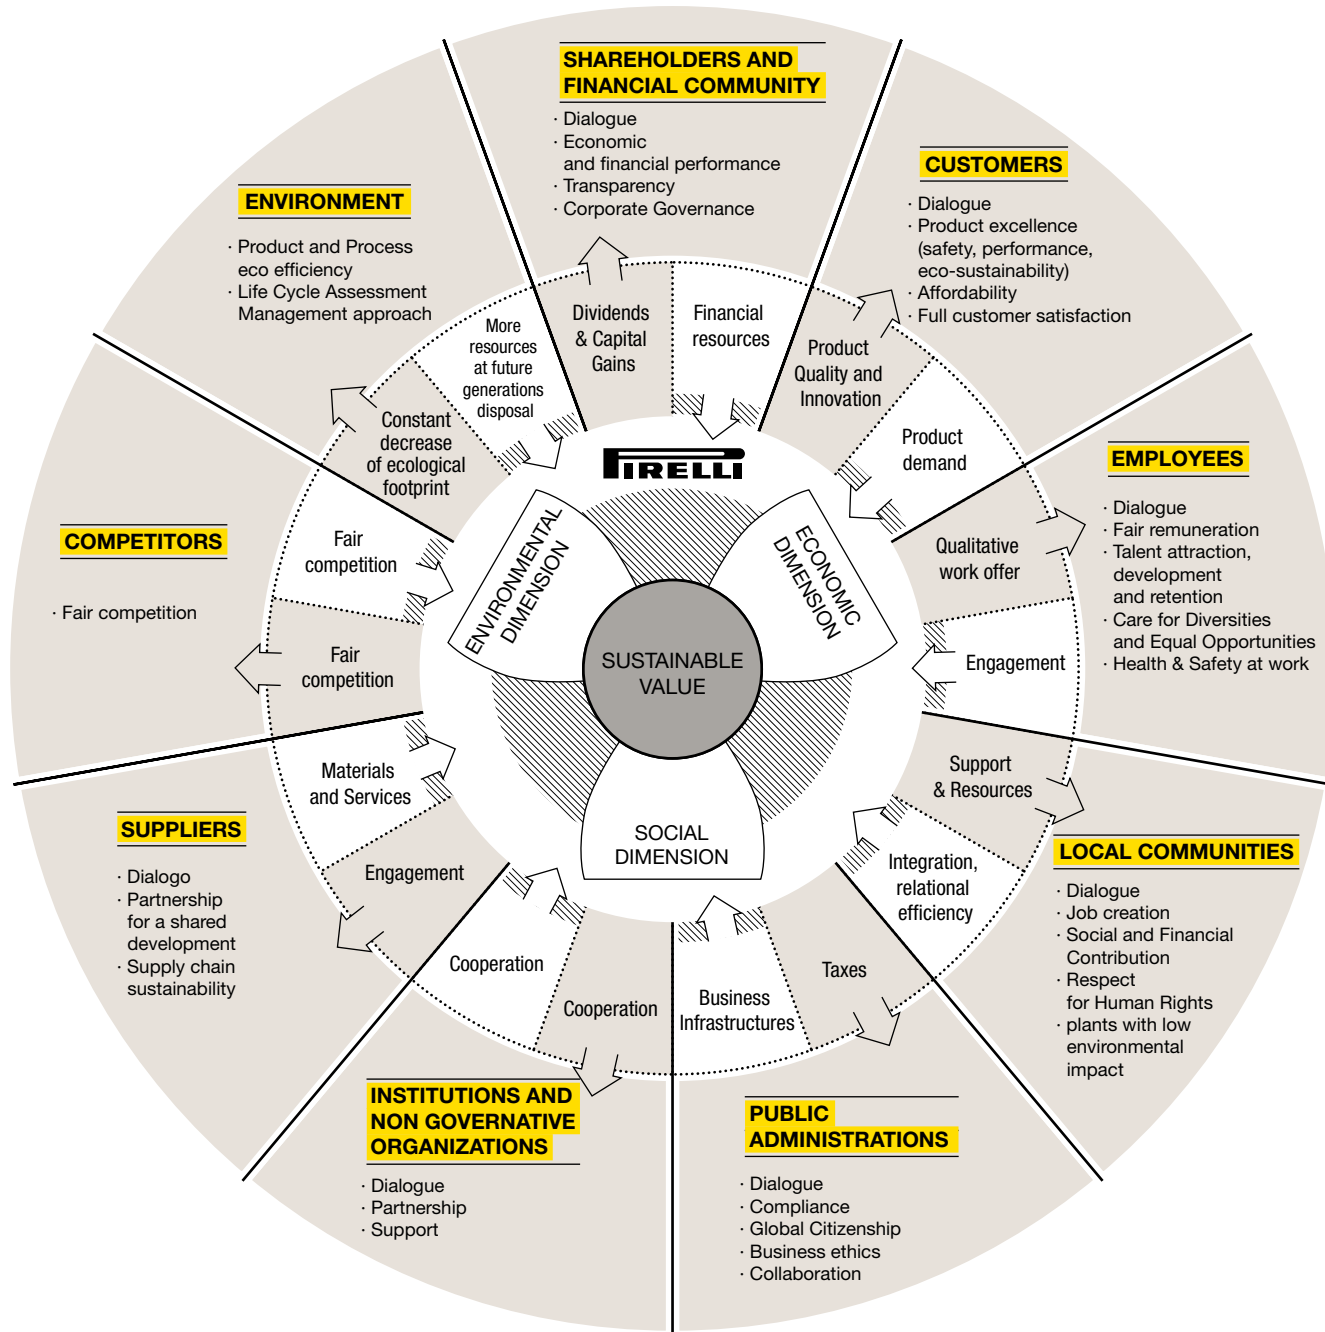 SHAREHOLDERS AND
FINANCIAL COMMUNITY
· Dialogue
· Economic
and financial performance
· Transparency
· Corporate Governance
CUSTOMERS
· Dialogue
· Product excellence
(safety, performance,
eco-sustainability)
· Affordability
· Full customer satisfaction
ENVIRONMENT
· Product and Process
eco efficiency
· Life Cycle Assessment
Management approach
More
resources
at future
generations
disposal
Dividends
& Capital
Gains
Financial
resources
Product
Quality and
Innovation
Product
demand
Constant
decrease
of ecological
footprint
EMPLOYEES
· Dialogue
· Fair remuneration
· Talent attraction,
development
and retention
· Care for Diversities
and Equal Opportunities
· Health & Safety at work
PIRELLI
COMPETITORS
· Fair competition
Fair
competition
Fair
competition
ENVIRONMENTAL
DIMENSION
ECONOMIC
DIMENSION
Qualitative
work offer
Engagement
SUSTAINABLE
VALUE
SOCIAL
DIMENSION
Materials
and Services
Engagement
Support
& Resources
Integration,
relational
efficiency
SUPPLIERS
· Dialogo
· Partnership
for a shared
development
· Supply chain
sustainability
LOCAL COMMUNITIES
· Dialogue
· Job creation
· Social and Financial
Contribution
· Respect
for Human Rights
· plants with low
environmental
impact
Cooperation
Cooperation
Business
Infrastructures
Taxes
INSTITUTIONS AND
NON GOVERNATIVE
ORGANIZATIONS
· Dialogue
· Partnership
· Support
PUBLIC
ADMINISTRATIONS
· Dialogue
· Compliance
· Global Citizenship
· Business ethics
· Collaboration